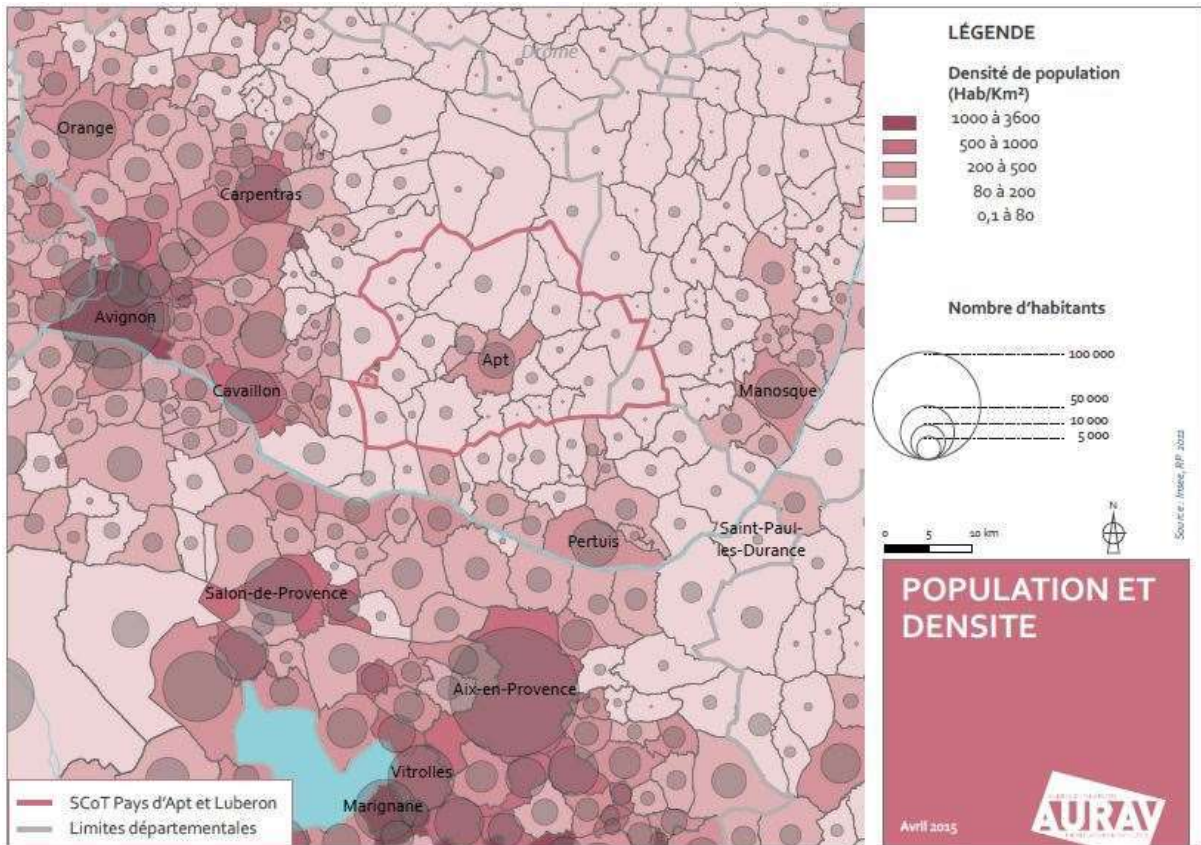 Drôme
Orange
Carpentras
Avignon
Cavaillon
Apt
Manosque
Pertuis
Saint-Paul-
les-Durance
Salon-de-Provence
Aix-en-Provence
Vitrolles
Marignane
SCoT Pays d'Apt et Luberon
Limites départementales
LÉGENDE
Densité de population
(Hab/Km²)
1000 à 3600
500 à 1000
200 à 500
80 à 200
0,1 à 80
Nombre d'habitants
100 000
50 000
10 000
5 000
Source: Insee, RP 2011
N
0 5 10 km
POPULATION ET
DENSITE
Avril 2015
AURAV